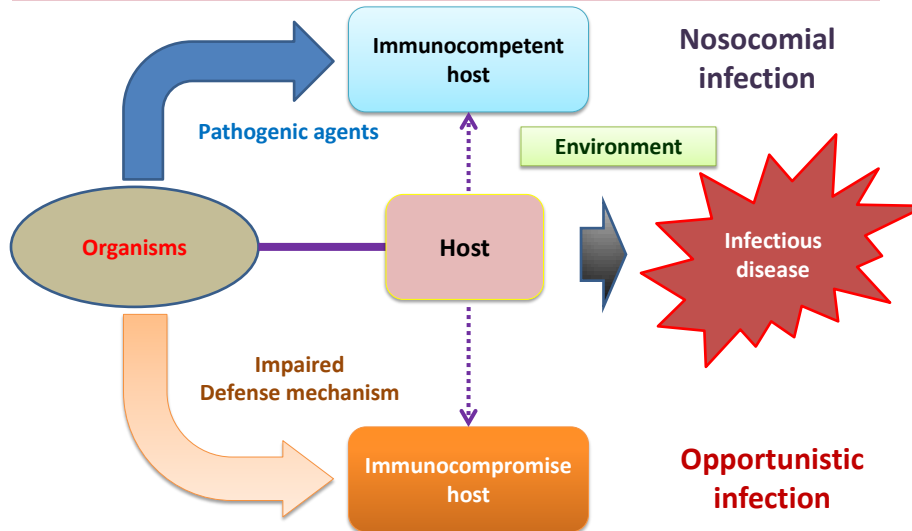 Immunocompetent
host
Nosocomial
infection
Pathogenic agents
Environment
Organisms
Host
Infectious
disease
Impaired
Defense mechanism
Immunocompromise
host
Opportunistic
infection